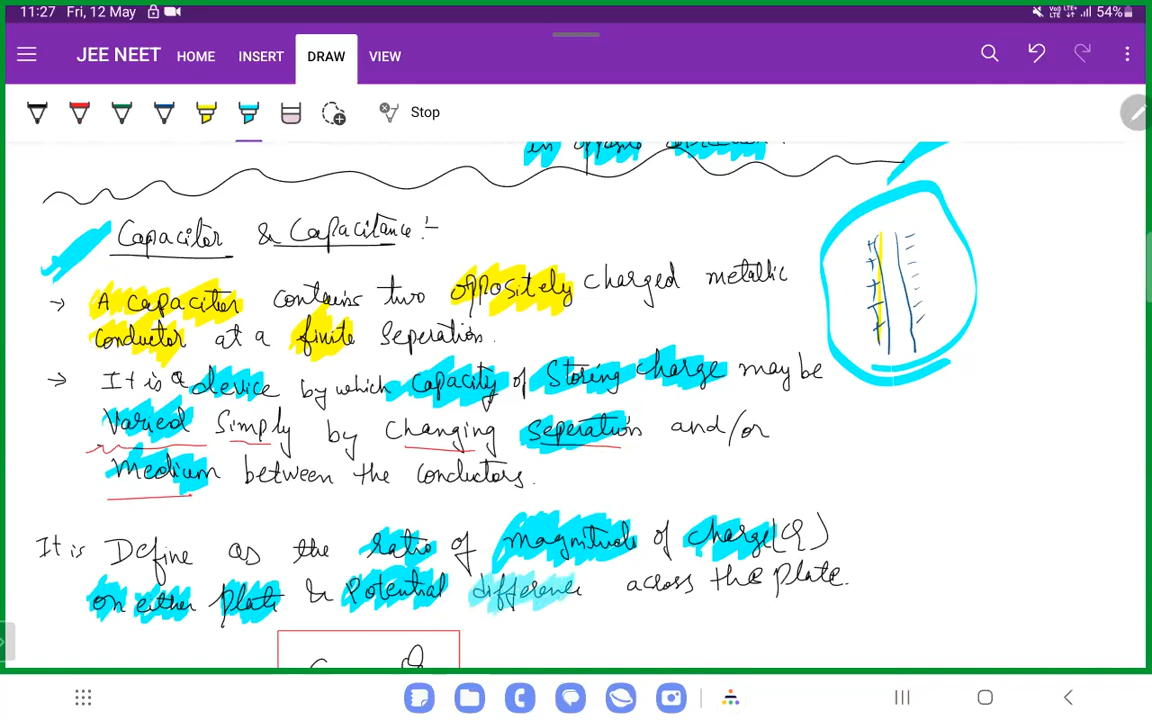 11:27 Fri, 12 May 54%
JEE NEET HOME INSERT DRAW VIEW
Stop
in opposite
Capacitor & Capacitance :-
→ A capacitor contains two oppositely charged metallic
conductor at a finite seperation.
→ It is a device by which capacity of storing charge may be
Varied simply by changing seperation and/or
Medium between the conductors.
It is Define as the ratio of magnitude of charge(Q)
on either plate & potential difference across the plate.